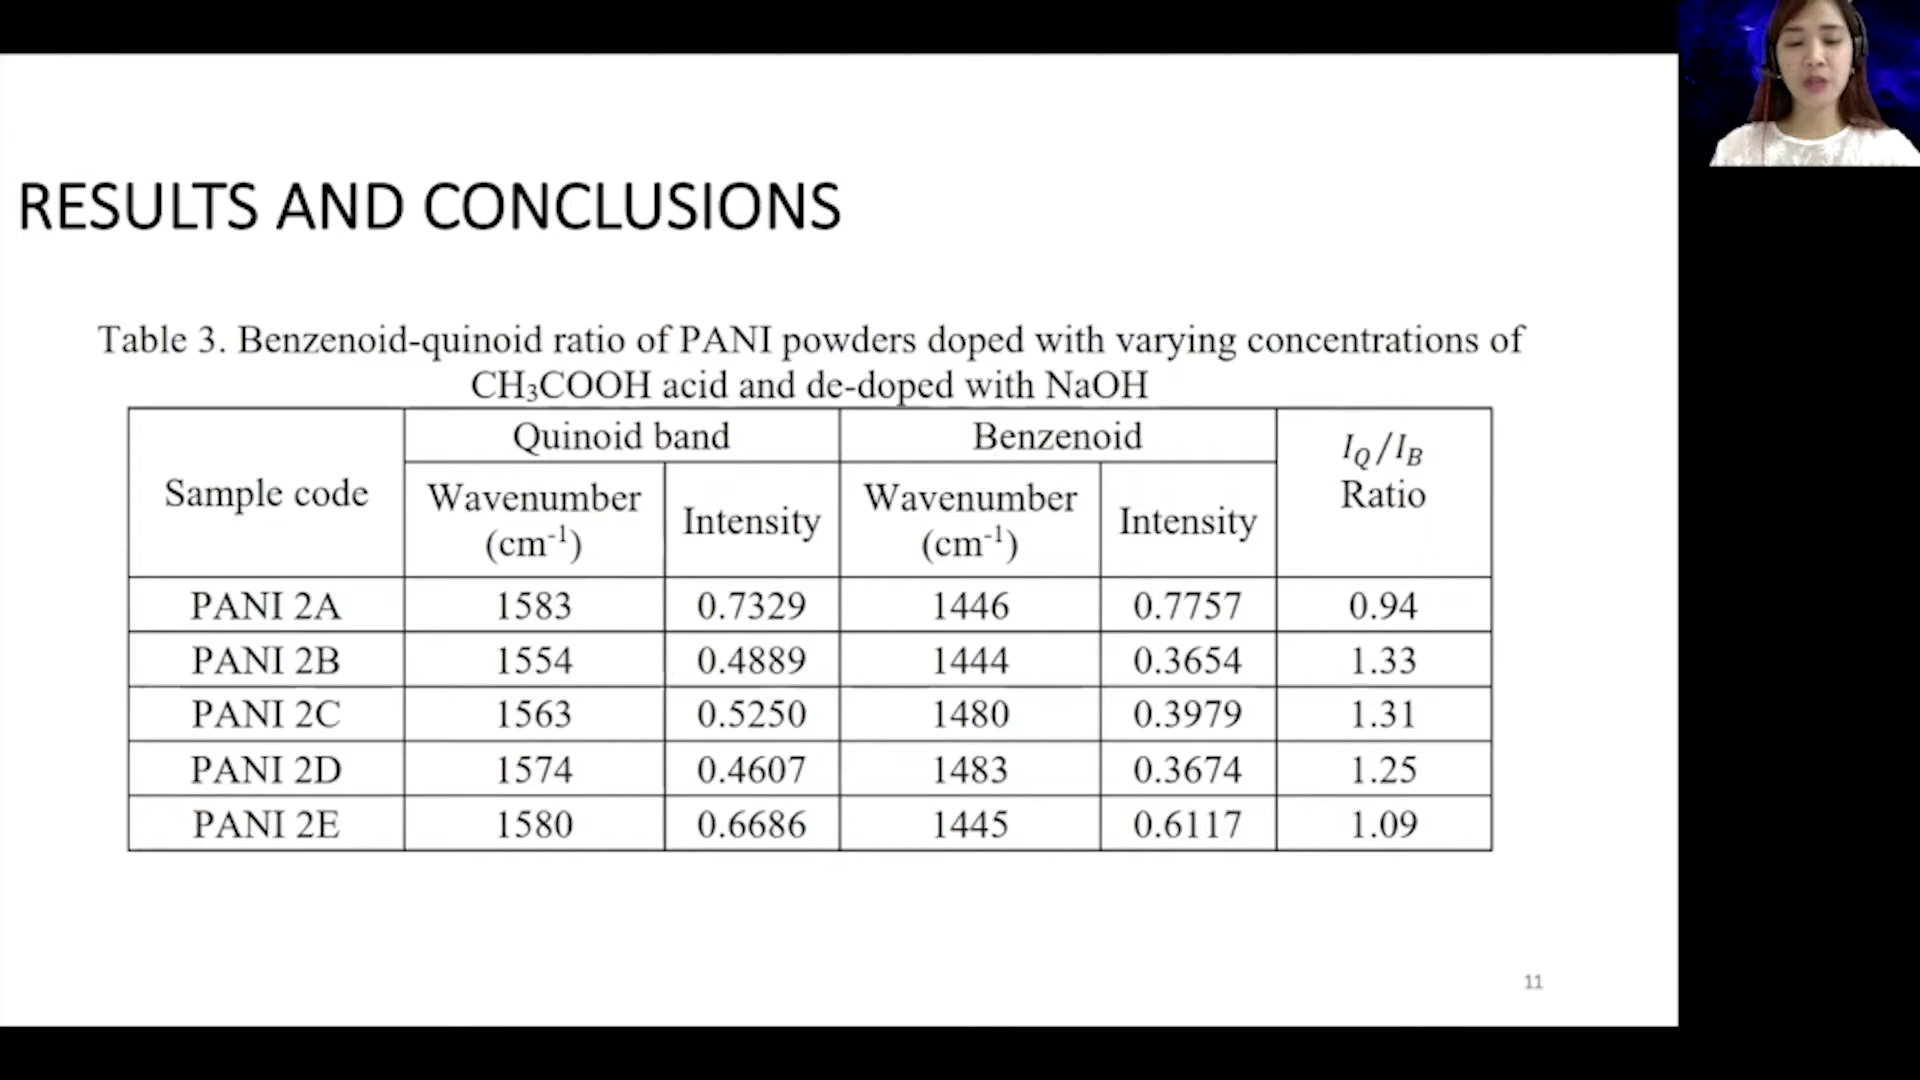 RESULTS AND CONCLUSIONS
Table 3. Benzenoid-quinoid ratio of PANI powders doped with varying concentrations of
CH₃COOH acid and de-doped with NaOH
Sample code Quinoid band Benzenoid I_Q/I_B Ratio
Wavenumber (cm⁻¹) Intensity Wavenumber (cm⁻¹) Intensity
PANI 2A 1583 0.7329 1446 0.7757 0.94
PANI 2B 1554 0.4889 1444 0.3654 1.33
PANI 2C 1563 0.5250 1480 0.3979 1.31
PANI 2D 1574 0.4607 1483 0.3674 1.25
PANI 2E 1580 0.6686 1445 0.6117 1.09
11